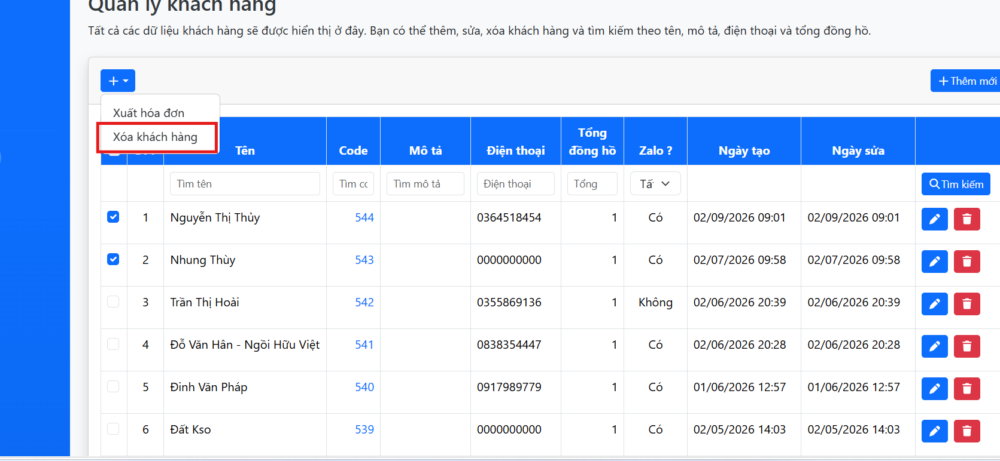 Quản lý khách hàng
Tất cả các dữ liệu khách hàng sẽ được hiển thị ở đây. Bạn có thể thêm, sửa, xóa khách hàng và tìm kiếm theo tên, mô tả, điện thoại và tổng đồng hồ.
+ Thêm mới
Xuất hóa đơn
Xóa khách hàng
Tên Code Mô tả Điện thoại Tổng đồng hồ Zalo ? Ngày tạo Ngày sửa
Tìm tên Tìm mô tả Điện thoại Tổng Tìm kiếm
1 Nguyễn Thị Thủy 544 0364518454 1 Có 02/09/2026 09:01 02/09/2026 09:01
2 Nhung Thùy 543 0000000000 1 Có 02/07/2026 09:58 02/07/2026 09:58
3 Trần Thị Hoài 542 0355869136 1 Không 02/06/2026 20:39 02/06/2026 20:39
4 Đỗ Văn Hân - Ngòi Hữu Việt 541 0838354447 1 Có 02/06/2026 20:28 02/06/2026 20:28
5 Đinh Văn Pháp 540 0917989779 1 Có 01/06/2026 12:57 01/06/2026 12:57
6 Đất Kso 539 0000000000 1 Có 02/05/2026 14:03 02/05/2026 14:03